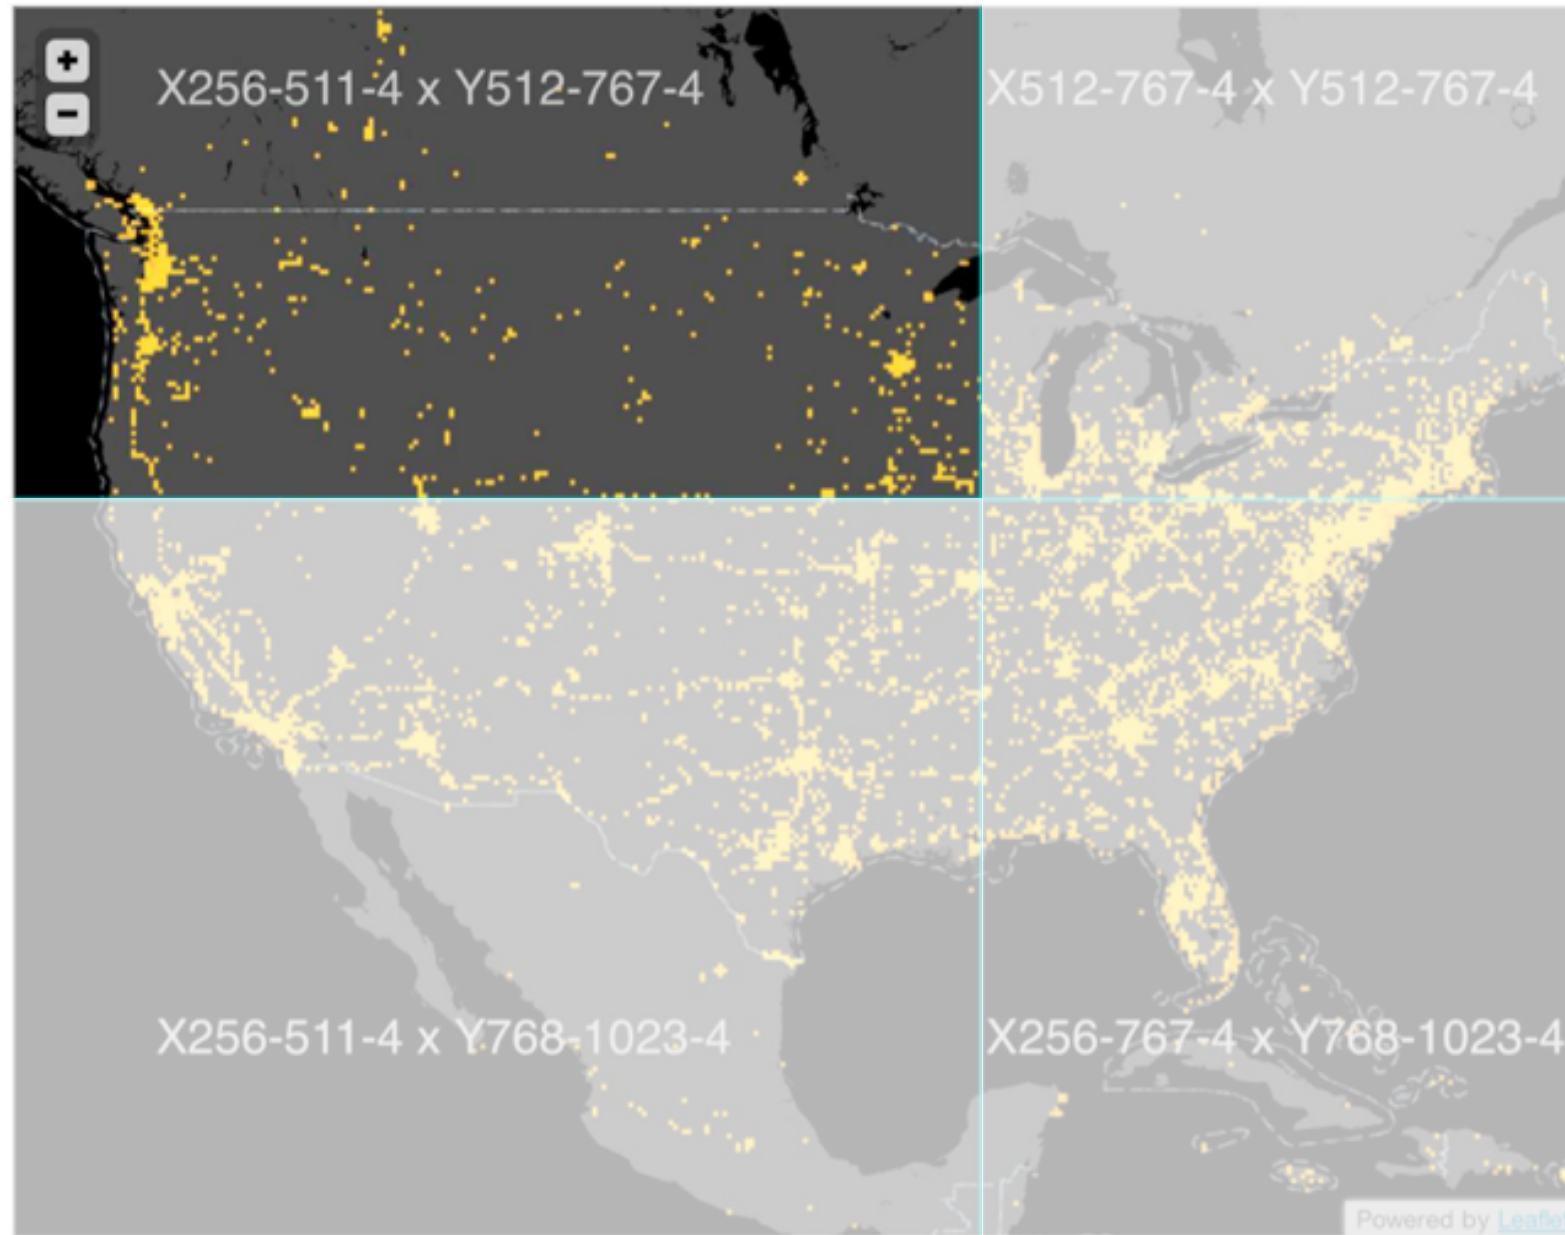 +
−
X256-511-4 x Y512-767-4
X512-767-4 x Y512-767-4
X256-511-4 x Y768-1023-4
X256-767-4 x Y768-1023-4
Powered by Leaflet